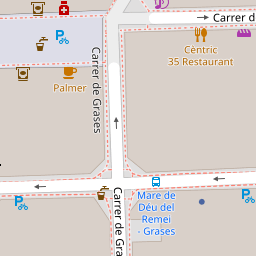 Carrer d
Cèntric
35 Restaurant
Carrer de Grases
Palmer
Mare de
Déu del
Remei
- Grases
Carrer de Gra